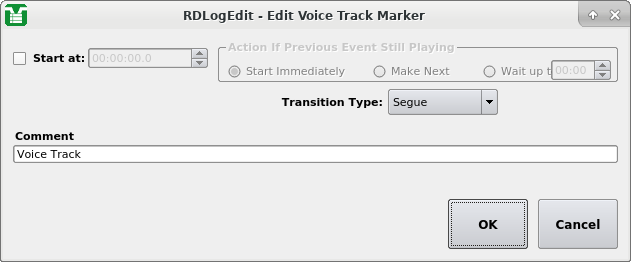 RDLogEdit - Edit Voice Track Marker
Action If Previous Event Still Playing
Start at: 00:00:00.0
Start Immediately Make Next Wait up t 00:00
Transition Type: Segue
Comment
Voice Track
OK Cancel